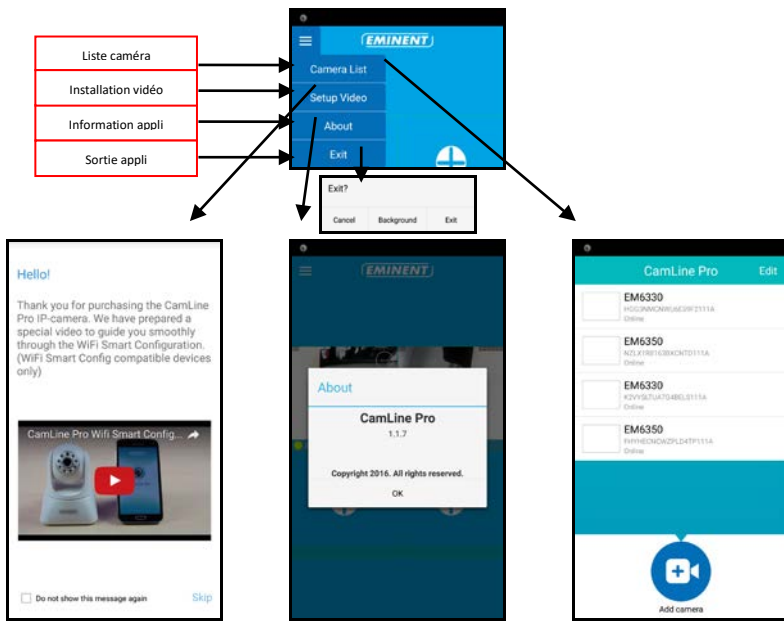 Liste caméra
Installation vidéo
Information appli
Sortie appli
EMINENT
Camera List
Setup Video
About
Exit
Exit?
Cancel Background Exit
Hello!
Thank you for purchasing the CamLine
Pro IP-camera. We have prepared a
special video to guide you smoothly
through the WiFi Smart Configuration.
(WiFi Smart Config compatible devices
only)
CamLine Pro Wifi Smart Config...
Do not show this message again Skip
EMINENT
About
CamLine Pro
1.1.7
Copyright 2016. All rights reserved.
OK
CamLine Pro Edit
EM6330
Online
EM6350
Online
EM6330
Online
EM6350
Online
Add camera